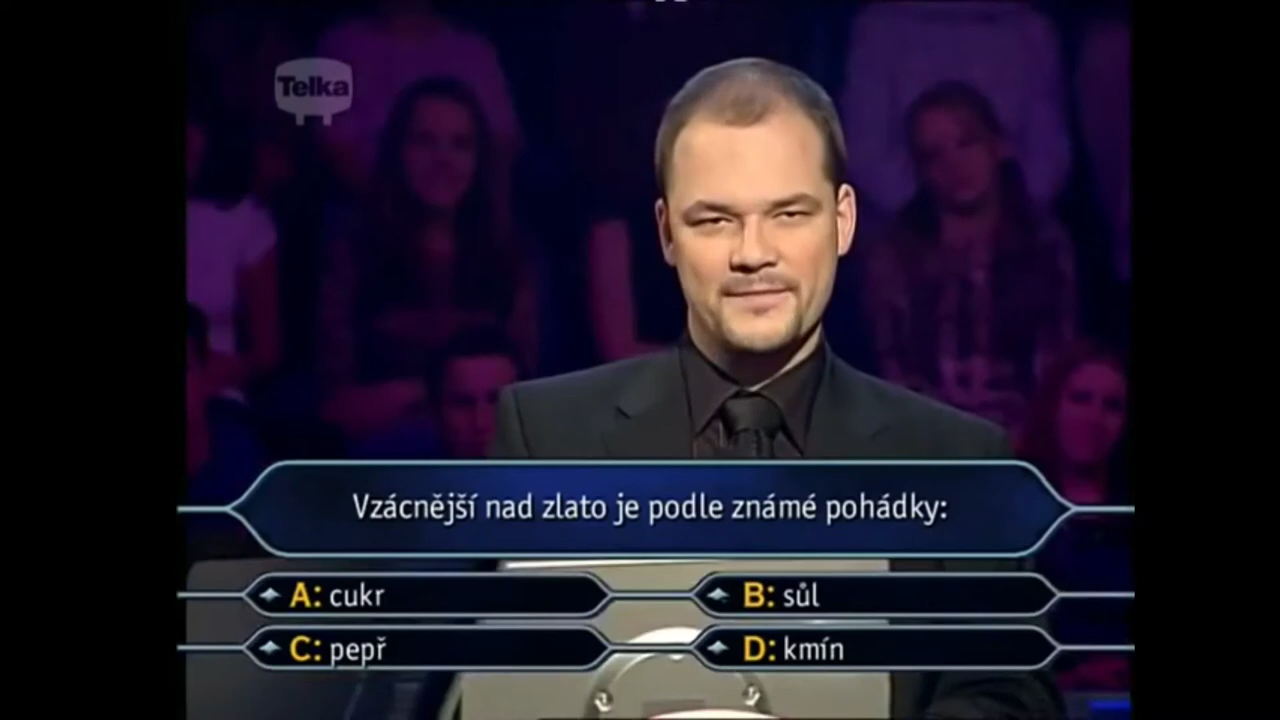 Telka
Vzácnější nad zlato je podle známé pohádky:
A: cukr
B: sůl
C: pepř
D: kmín